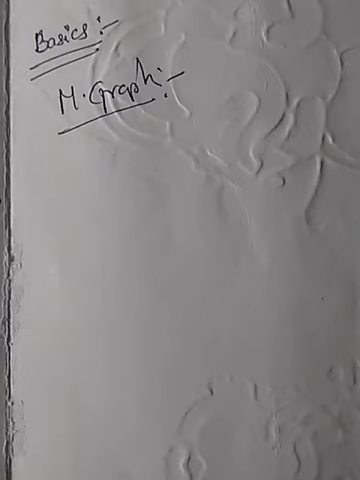 Basics :-
M. Graph :-